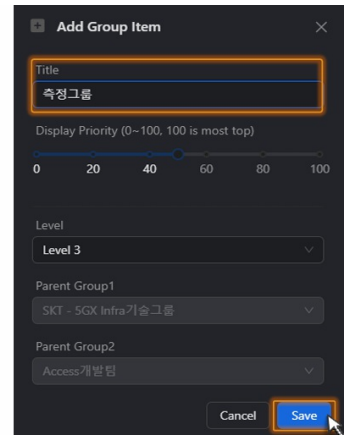 Add Group Item
Title
측정그룹
Display Priority (0~100, 100 is most top)
0 20 40 60 80 100
Level
Level 3
Parent Group1
SKT - 5GX Infra기술그룹
Parent Group2
Access개발팀
Cancel Save